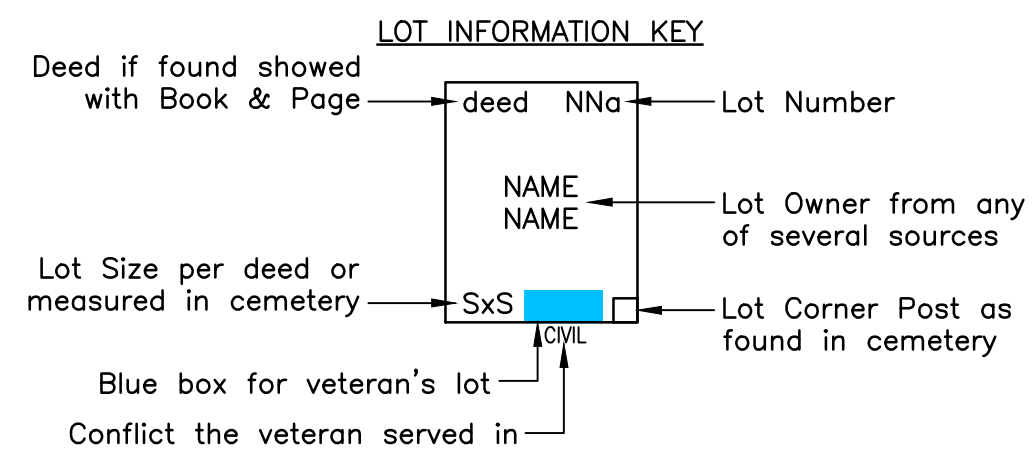 LOT INFORMATION KEY
Deed if found showed
with Book & Page
deed NNa
Lot Number
NAME
NAME
Lot Owner from any
of several sources
Lot Size per deed or
measured in cemetery
SxS
Lot Corner Post as
found in cemetery
CIVIL
Blue box for veteran's lot
Conflict the veteran served in